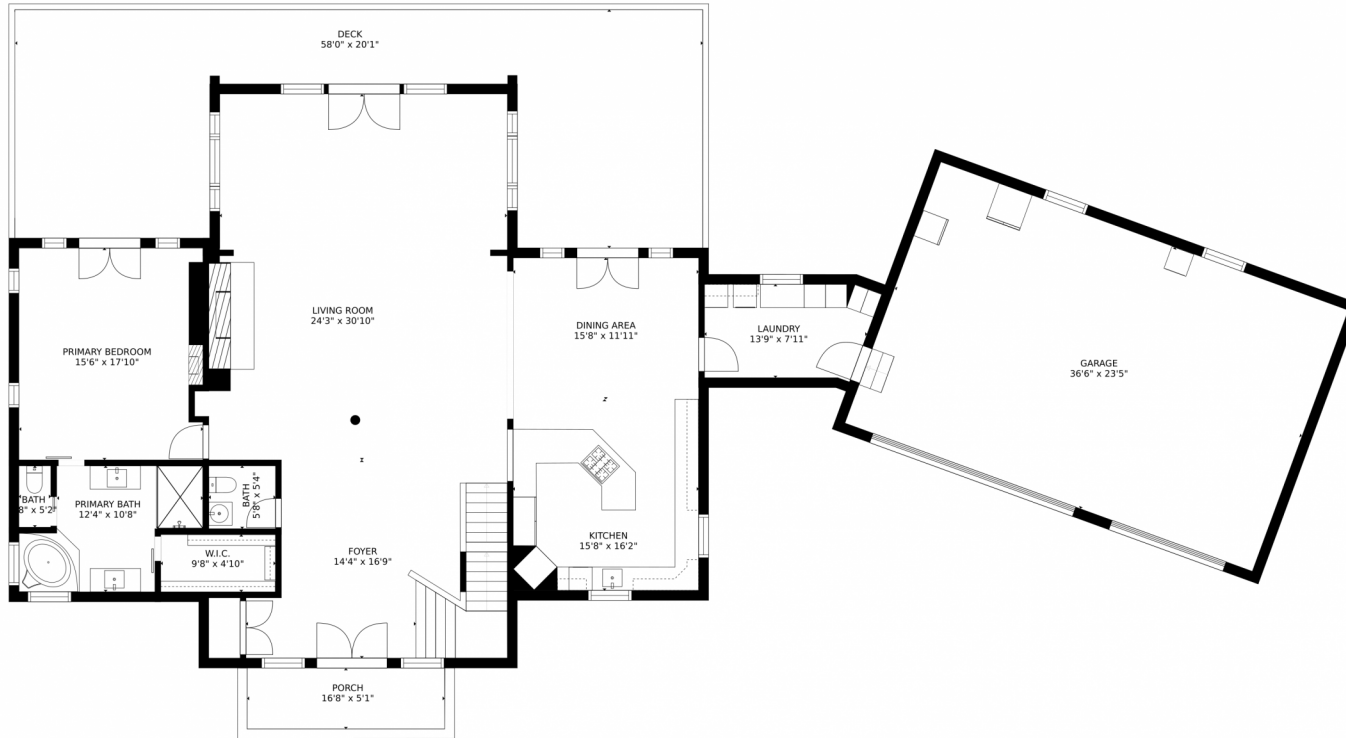 DECK
58'0" x 20'1"
LIVING ROOM
24'3" x 30'10"
DINING AREA
15'8" x 11'11"
LAUNDRY
13'9" x 7'11"
PRIMARY BEDROOM
15'6" x 17'10"
GARAGE
36'6" x 23'5"
BATH
8" x 5'2"
PRIMARY BATH
12'4" x 10'8"
BATH
5'8" x 5'4"
W.I.C.
9'8" x 4'10"
FOYER
14'4" x 16'9"
KITCHEN
15'8" x 16'2"
PORCH
16'8" x 5'1"